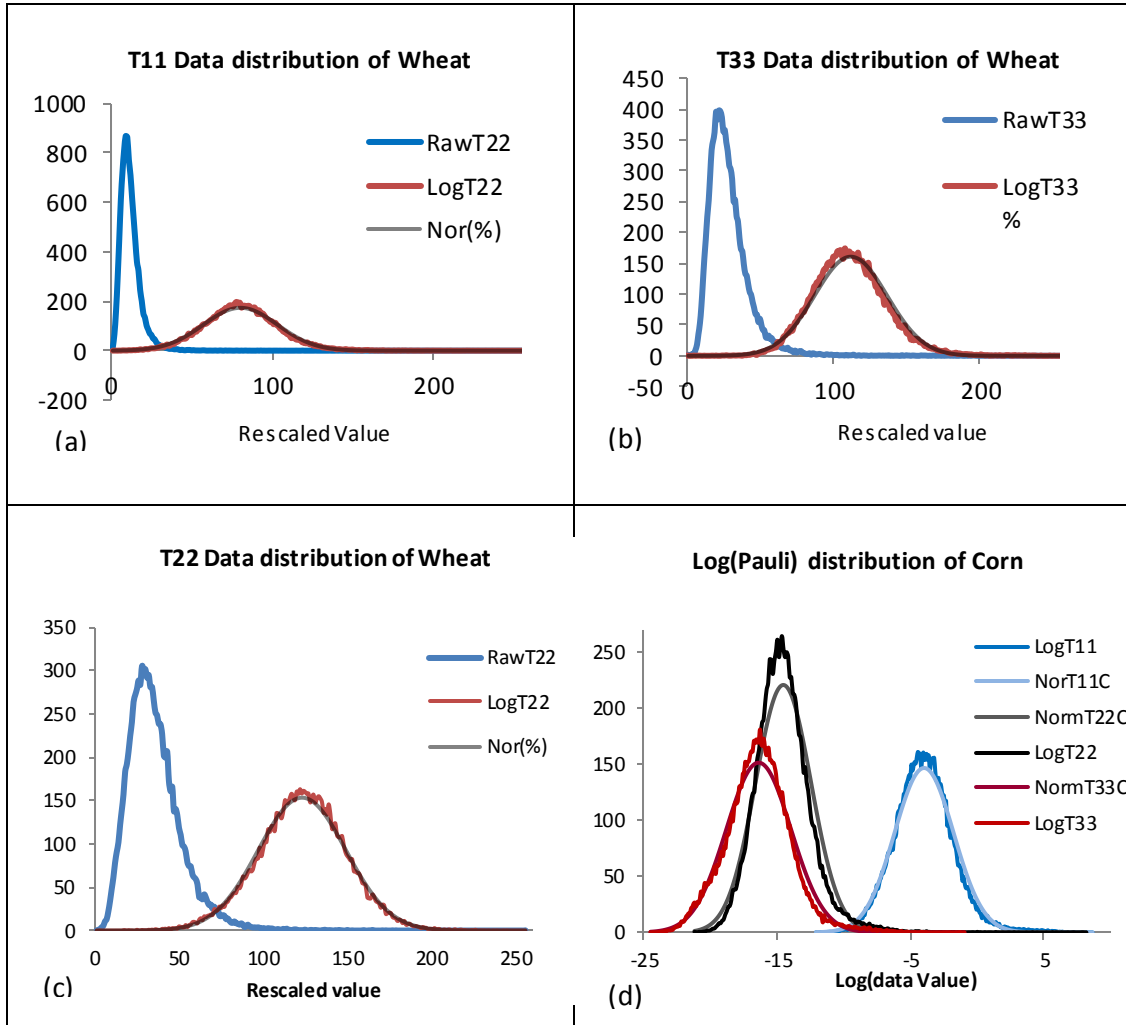 T11 Data distribution of Wheat
1000
800
600
400
200
0
-200
0
100
200
RawT22
LogT22
Nor(%)
Rescaled Value
(a)
T33 Data distribution of Wheat
450
400
350
300
250
200
150
100
50
0
-50
0
100
200
RawT33
LogT33
%
Rescaled value
(b)
T22 Data distribution of Wheat
350
300
250
200
150
100
50
0
0
50
100
150
200
250
RawT22
LogT22
Nor(%)
Rescaled value
(c)
Log(Pauli) distribution of Corn
250
200
150
100
50
0
-25
-15
-5
5
LogT11
NorT11C
NormT22C
LogT22
NormT33C
LogT33
Log(data Value)
(d)